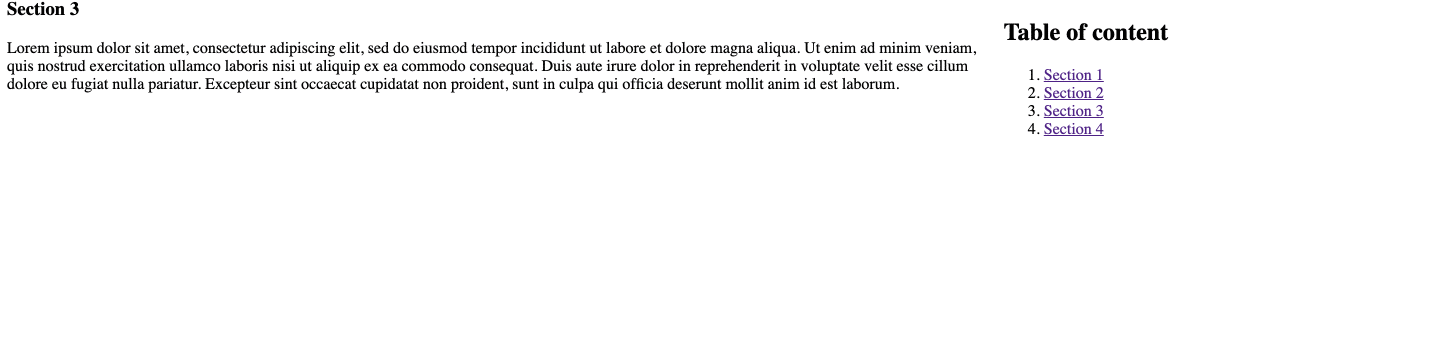 Section 3
Lorem ipsum dolor sit amet, consectetur adipiscing elit, sed do eiusmod tempor incididunt ut labore et dolore magna aliqua. Ut enim ad minim veniam,
quis nostrud exercitation ullamco laboris nisi ut aliquip ex ea commodo consequat. Duis aute irure dolor in reprehenderit in voluptate velit esse cillum
dolore eu fugiat nulla pariatur. Excepteur sint occaecat cupidatat non proident, sunt in culpa qui officia deserunt mollit anim id est laborum.
Table of content
1. Section 1
2. Section 2
3. Section 3
4. Section 4